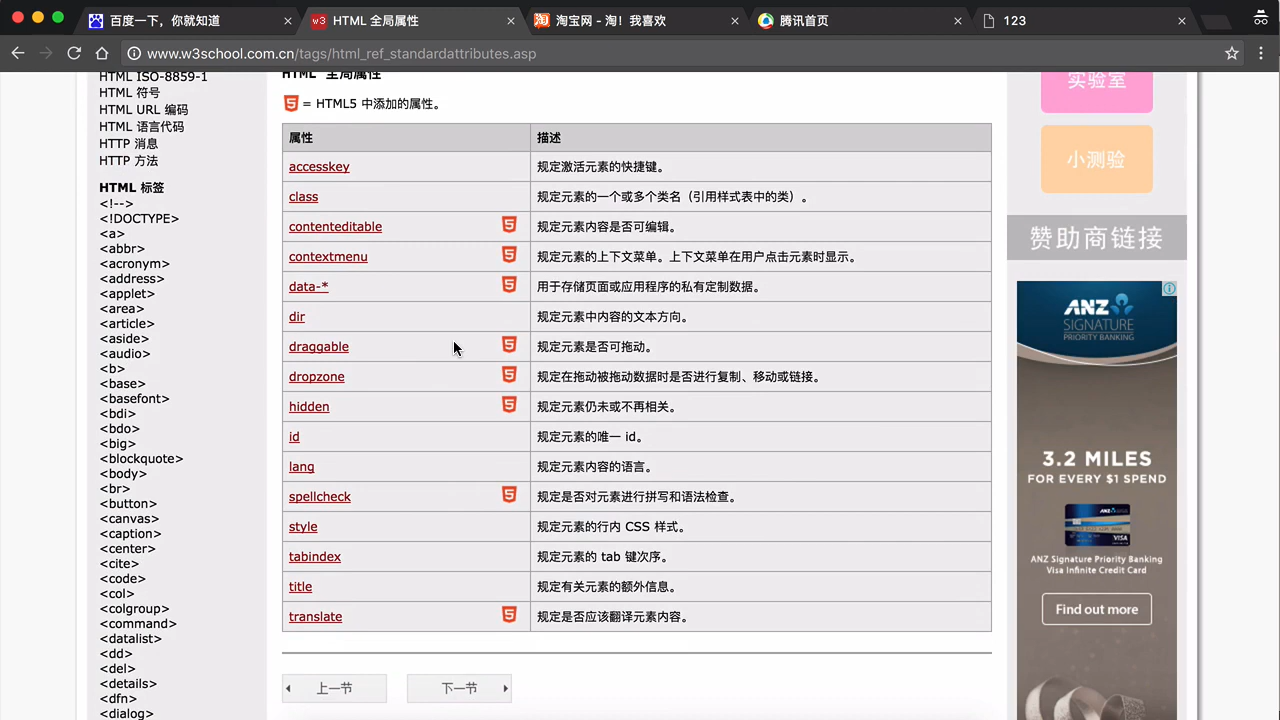 百度一下，你就知道
w3 HTML 全局属性
淘宝网 - 淘！我喜欢
腾讯首页
123
www.w3school.com.cn/tags/html_ref_standardattributes.asp
HTML ISO-8859-1
HTML 符号
HTML URL 编码
HTML 语言代码
HTTP 消息
HTTP 方法
HTML 标签
<!-->
<!DOCTYPE>
<a>
<abbr>
<acronym>
<address>
<applet>
<area>
<article>
<aside>
<audio>
<b>
<base>
<basefont>
<bdi>
<bdo>
<big>
<blockquote>
<body>
<br>
<button>
<canvas>
<caption>
<center>
<cite>
<code>
<col>
<colgroup>
<command>
<datalist>
<dd>
<del>
<details>
<dfn>
<dialog>
HTML 全局属性
5 = HTML5 中添加的属性。
属性 描述
accesskey 规定激活元素的快捷键。
class 规定元素的一个或多个类名（引用样式表中的类）。
contenteditable 5 规定元素内容是否可编辑。
contextmenu 5 规定元素的上下文菜单。上下文菜单在用户点击元素时显示。
data-* 5 用于存储页面或应用程序的私有定制数据。
dir 规定元素中内容的文本方向。
draggable 5 规定元素是否可拖动。
dropzone 5 规定在拖动被拖动数据时是否进行复制、移动或链接。
hidden 5 规定元素仍未或不再相关。
id 规定元素的唯一 id。
lang 规定元素内容的语言。
spellcheck 5 规定是否对元素进行拼写和语法检查。
style 规定元素的行内 CSS 样式。
tabindex 规定元素的 tab 键次序。
title 规定有关元素的额外信息。
translate 5 规定是否应该翻译元素内容。
上一节 下一节
实验室
小测验
赞助商链接
ANZ
SIGNATURE
PRIORITY BANKING
3.2 MILES
FOR EVERY $1 SPEND
ANZ
VISA
ANZ Signature Priority Banking
Visa Infinite Credit Card
Find out more